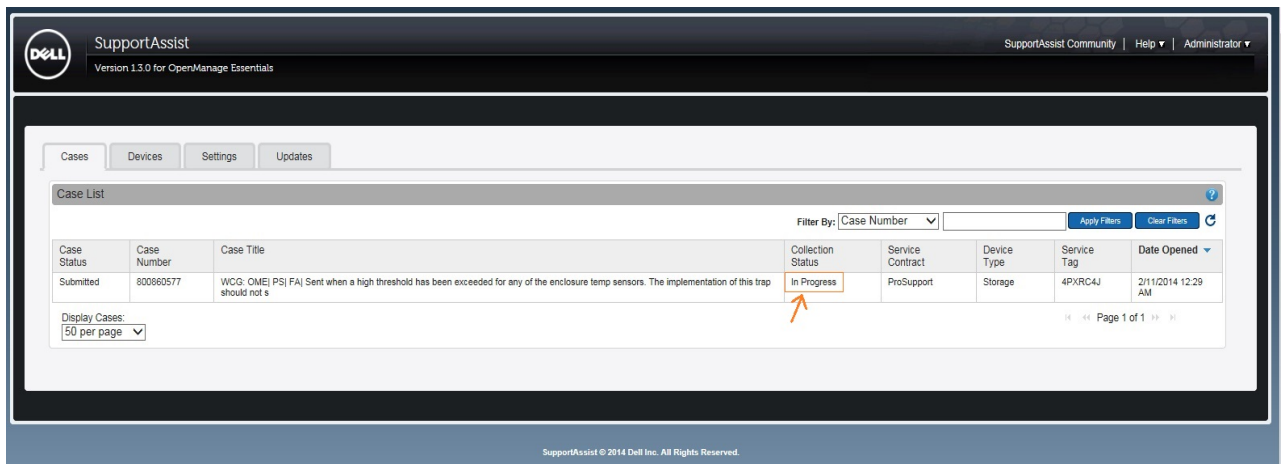 DELL
SupportAssist
Version 1.3.0 for OpenManage Essentials
SupportAssist Community | Help ▾ | Administrator ▾
Cases Devices Settings Updates
Case List ?
Filter By: Case Number Apply Filters Clear Filters
Case Status Case Number Case Title Collection Status Service Contract Device Type Service Tag Date Opened
Submitted 800860577 WCG: OME| PS| FA| Sent when a high threshold has been exceeded for any of the enclosure temp sensors. The implementation of this trap should not s In Progress ProSupport Storage 4PXRC4J 2/11/2014 12:29 AM
Display Cases:
50 per page
Page 1 of 1
SupportAssist © 2014 Dell Inc. All Rights Reserved.